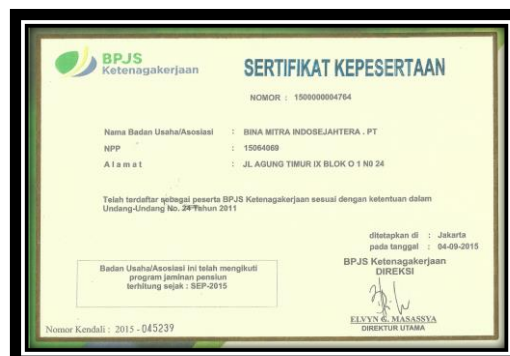 BPJS
Ketenagakerjaan
SERTIFIKAT KEPESERTAAN
NOMOR : 1509000004764
Nama Badan Usaha/Asosiasi : BINA MITRA INDOSEJAHTERA . PT
NPP : 15064069
Alamat : JL AGUNG TIMUR IX BLOK O 1 N0 24
Telah terdaftar sebagai peserta BPJS Ketenagakerjaan sesuai dengan ketentuan dalam
Undang-Undang No. 24 Tahun 2011
ditetapkan di : Jakarta
pada tanggal : 04-09-2015
BPJS Ketenagakerjaan
DIREKSI
Badan Usaha/Asosiasi ini telah mengikuti
program jaminan pensiun
terhitung sejak : SEP-2015
ELVYN G. MASASSYA
DIREKTUR UTAMA
Nomor Kendali : 2015 - 045239